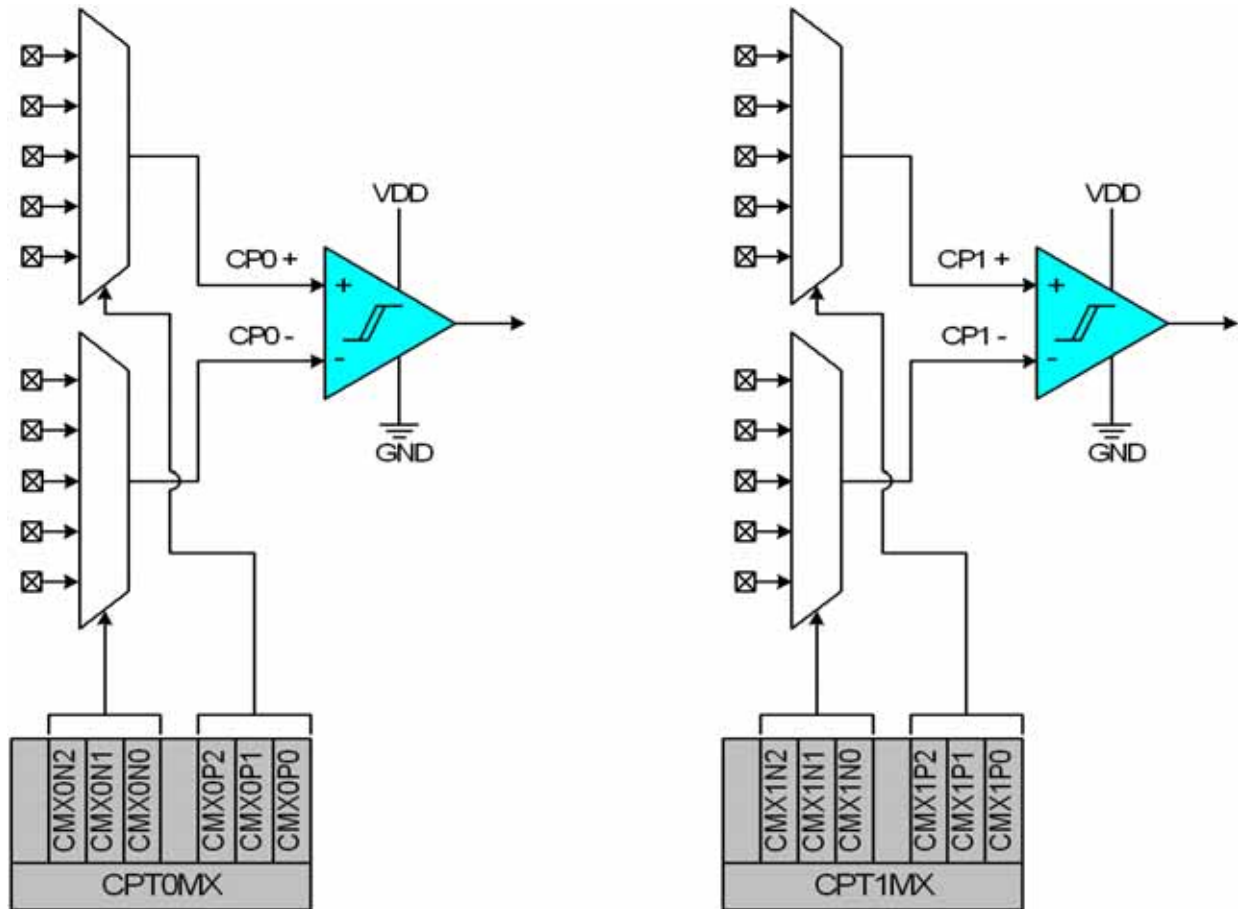 VDD
CP0 +
+
CP0 -
-
GND
CMX0N2
CMX0N1
CMX0N0
CMX0P2
CMX0P1
CMX0P0
CPT0MX
VDD
CP1 +
+
CP1 -
-
GND
CMX1N2
CMX1N1
CMX1N0
CMX1P2
CMX1P1
CMX1P0
CPT1MX